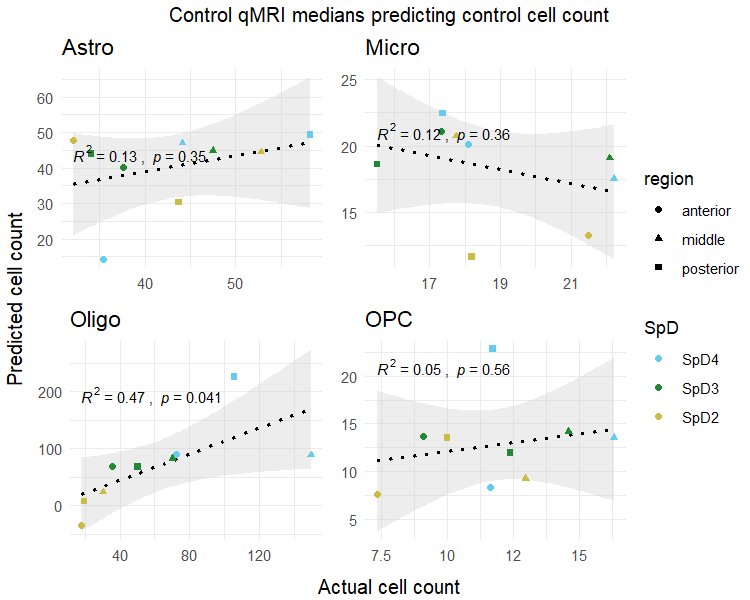 Control qMRI medians predicting control cell count
Astro
Micro
R2 = 0.13 , p = 0.35
R2 = 0.12 , p = 0.36
60
50
40
30
20
25
20
15
40 50
17 19 21
Predicted cell count
Oligo
OPC
R2 = 0.47 , p = 0.041
R2 = 0.05 , p = 0.56
200
100
0
20
15
10
5
40 80 120
7.5 10 12.4 15
Actual cell count
region
anterior
middle
posterior
SpD
SpD4
SpD3
SpD2